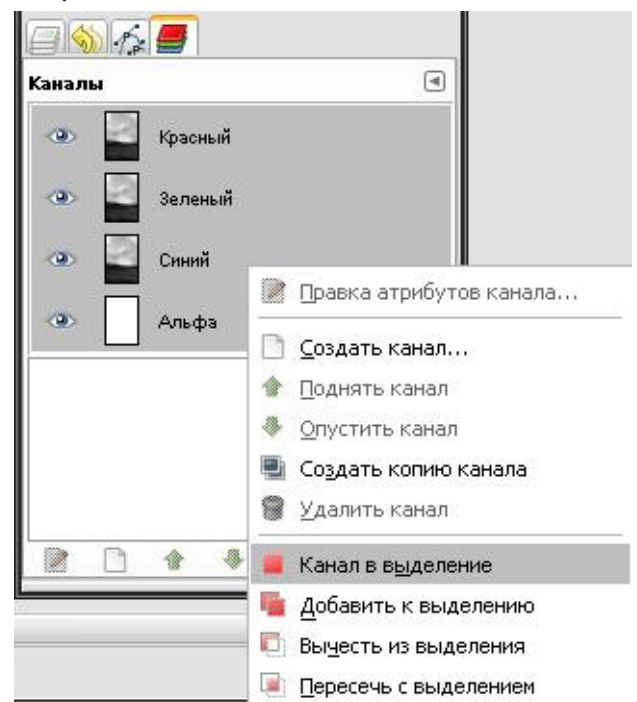 Каналы
Красный
Зеленый
Синий
Альфа
Правка атрибутов канала...
Создать канал...
Поднять канал
Опустить канал
Создать копию канала
Удалить канал
Канал в выделение
Добавить к выделению
Вычесть из выделения
Пересечь с выделением